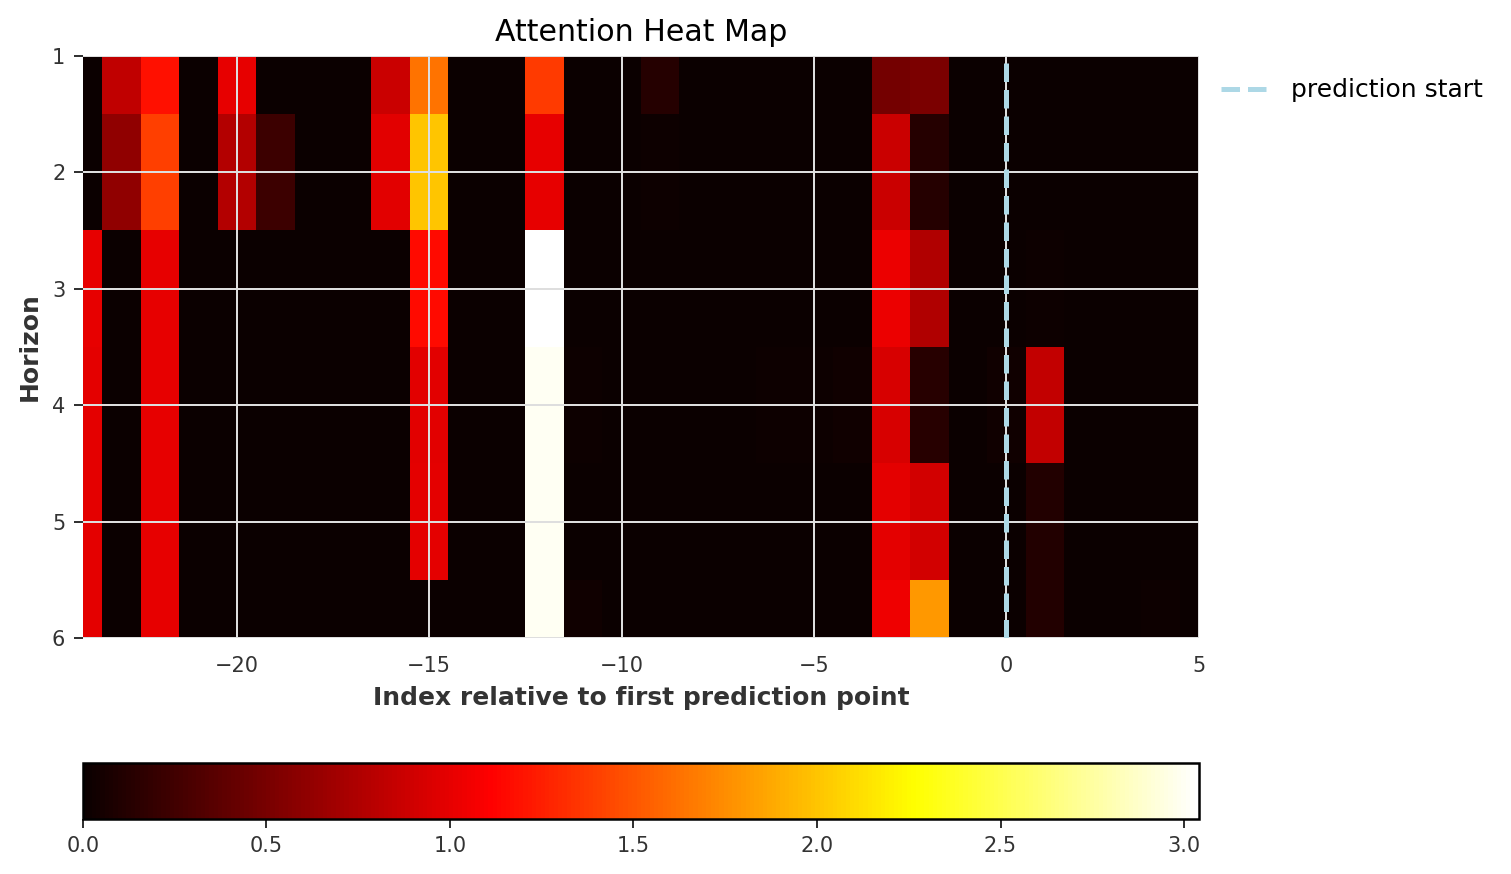 Attention Heat Map
prediction start
Horizon
1
2
3
4
5
6
−20 −15 −10 −5 0 5
Index relative to first prediction point
0.0 0.5 1.0 1.5 2.0 2.5 3.0